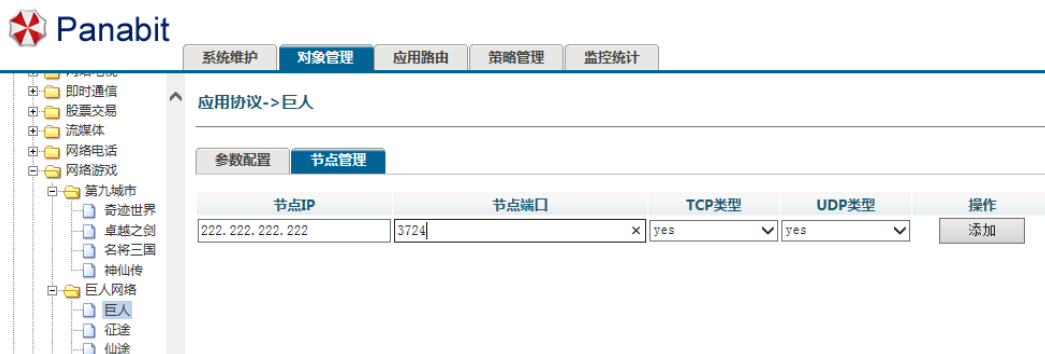 Panabit
系统维护 对象管理 应用路由 策略管理 监控统计
即时通信
股票交易
流媒体
网络电话
网络游戏
第九城市
奇迹世界
卓越之剑
名将三国
神仙传
巨人网络
巨人
征途
仙途
应用协议->巨人
参数配置 节点管理
节点IP 节点端口 TCP类型 UDP类型 操作
222.222.222.222 3724 × yes yes 添加